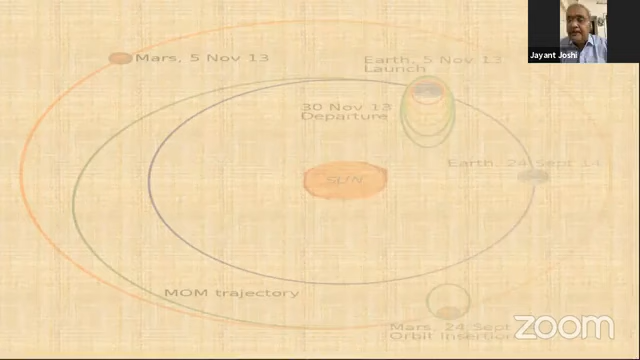 Jayant Joshi
Mars, 5 Nov 13
Earth, 5 Nov 13
Launch
30 Nov 13
Departure
Earth, 24 Sept 14
SUN
MOM trajectory
Mars, 24 Sept
Orbit Insertion
zoom